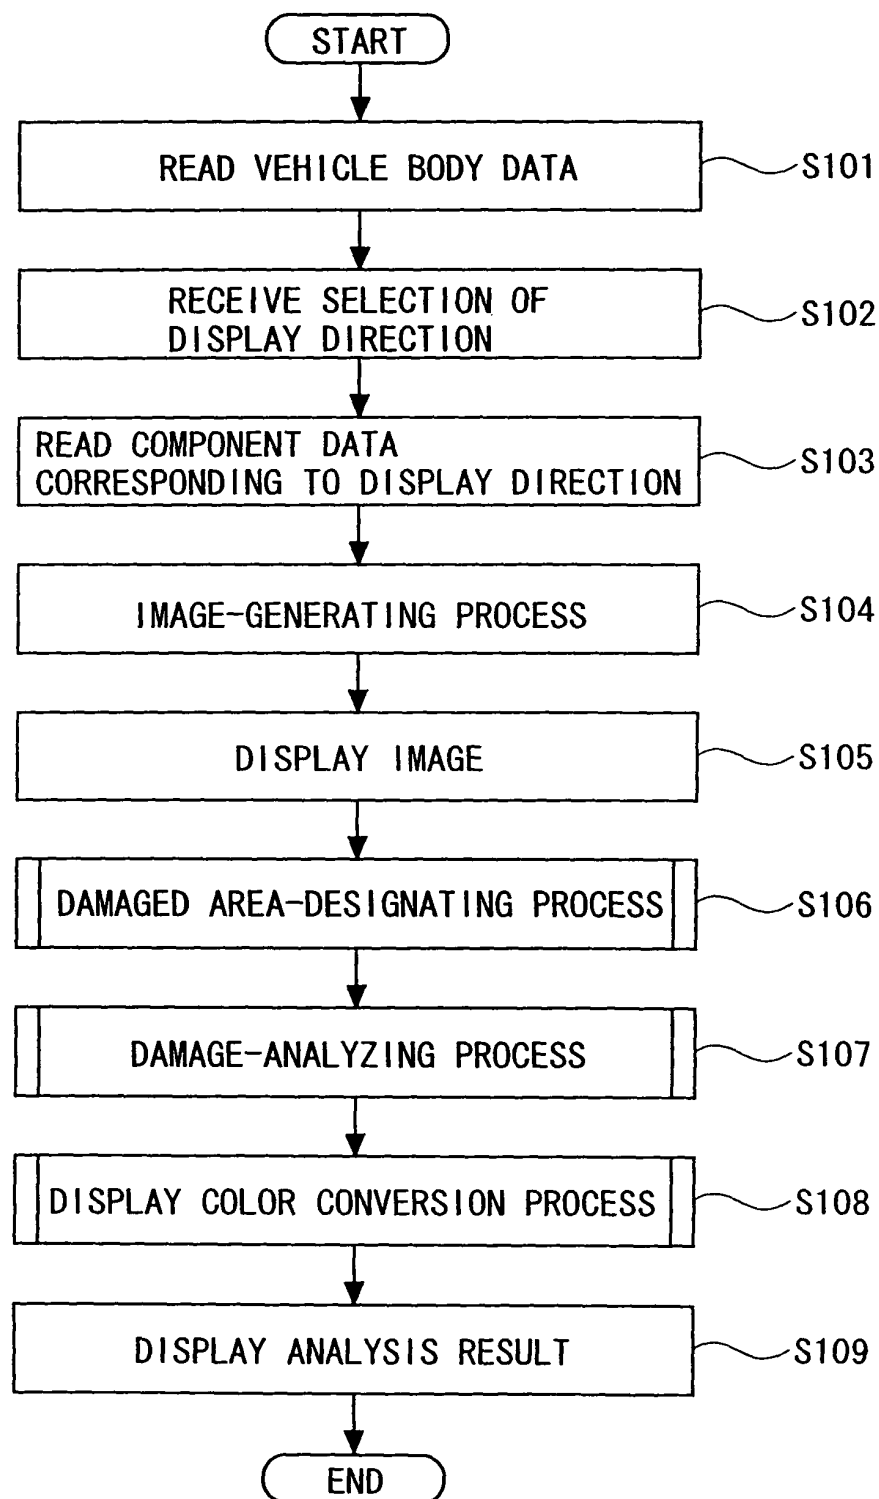 START
READ VEHICLE BODY DATA
S101
RECEIVE SELECTION OF
DISPLAY DIRECTION
S102
READ COMPONENT DATA
CORRESPONDING TO DISPLAY DIRECTION
S103
IMAGE-GENERATING PROCESS
S104
DISPLAY IMAGE
S105
DAMAGED AREA-DESIGNATING PROCESS
S106
DAMAGE-ANALYZING PROCESS
S107
DISPLAY COLOR CONVERSION PROCESS
S108
DISPLAY ANALYSIS RESULT
S109
END